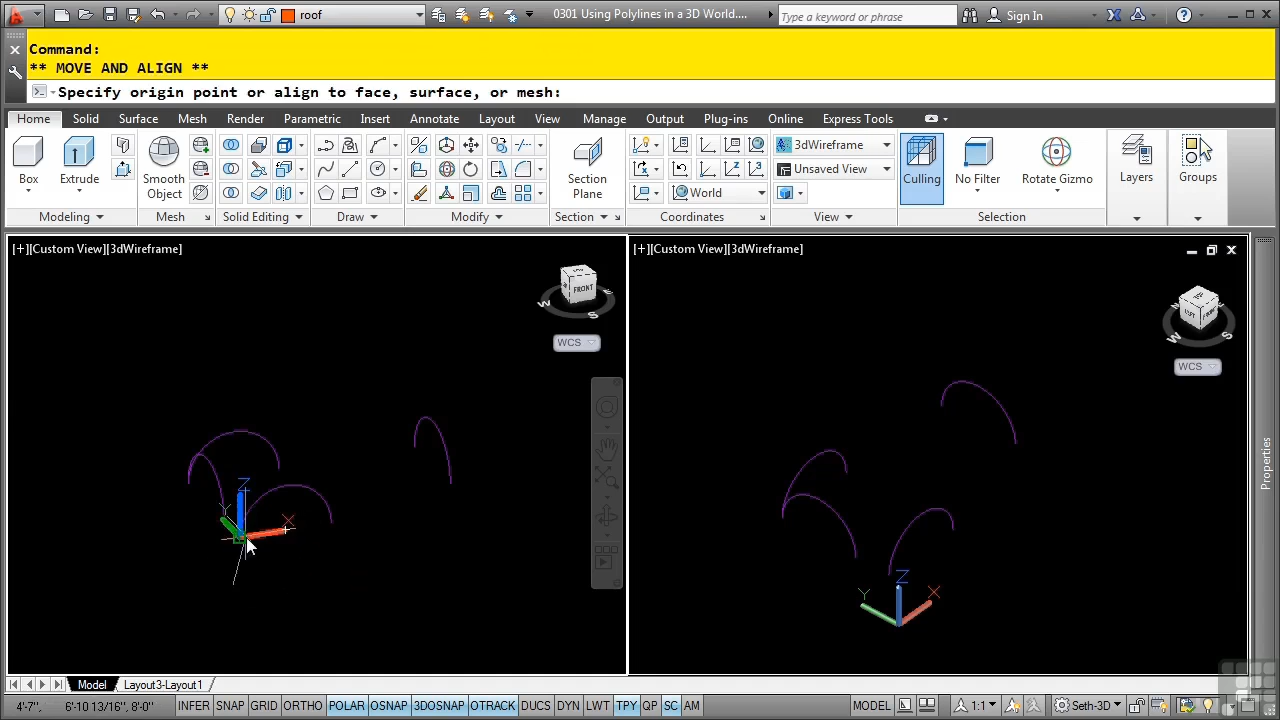 roof
0301 Using Polylines in a 3D World....
Type a keyword or phrase
Sign In
Command:
** MOVE AND ALIGN **
Specify origin point or align to face, surface, or mesh:
Home Solid Surface Mesh Render Parametric Insert Annotate Layout View Manage Output Plug-ins Online Express Tools
Box
Extrude
Smooth Object
Section Plane
World
3dWireframe
Unsaved View
Culling
No Filter
Rotate Gizmo
Layers
Groups
Modeling Mesh Solid Editing Draw Modify Section Coordinates View Selection
[+][Custom View][3dWireframe]
[+][Custom View][3dWireframe]
FRONT
W
S
WCS
W
S
WCS
Z
Y
X
Z
Y
X
Properties
Model Layout3-Layout1
4'-7", 6'-10 13/16", 8'-0" INFER SNAP GRID ORTHO POLAR OSNAP 3DOSNAP OTRACK DUCS DYN LWT TPY QP SC AM MODEL 1:1 Seth-3D